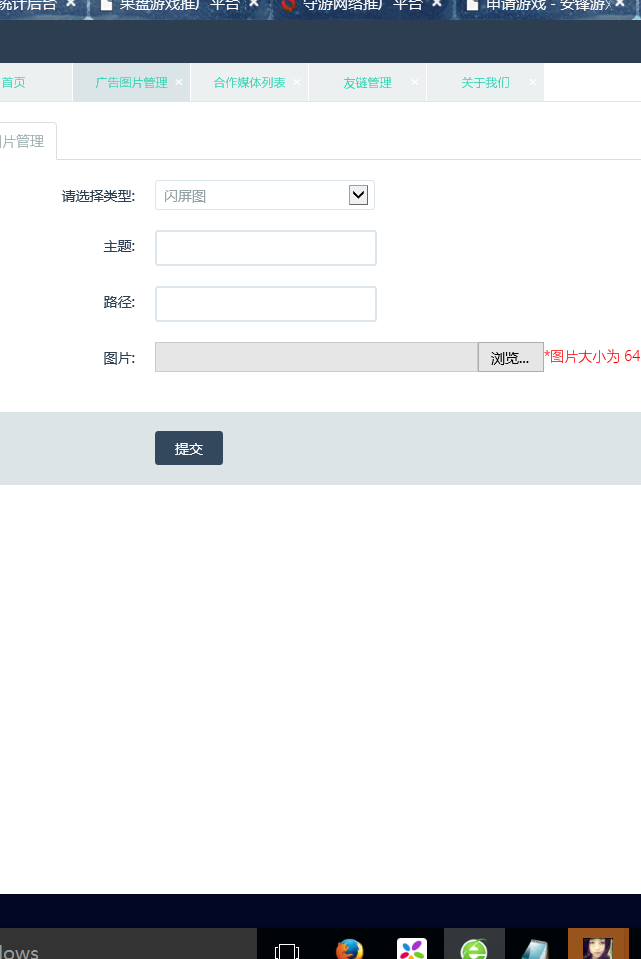 统计后台 果盘游戏推广平台 守游网络推广平台 申请游戏 - 安锋游
首页 广告图片管理 合作媒体列表 友链管理 关于我们
图片管理
请选择类型: 闪屏图
主题:
路径:
图片: 浏览... *图片大小为 64
提交
dows